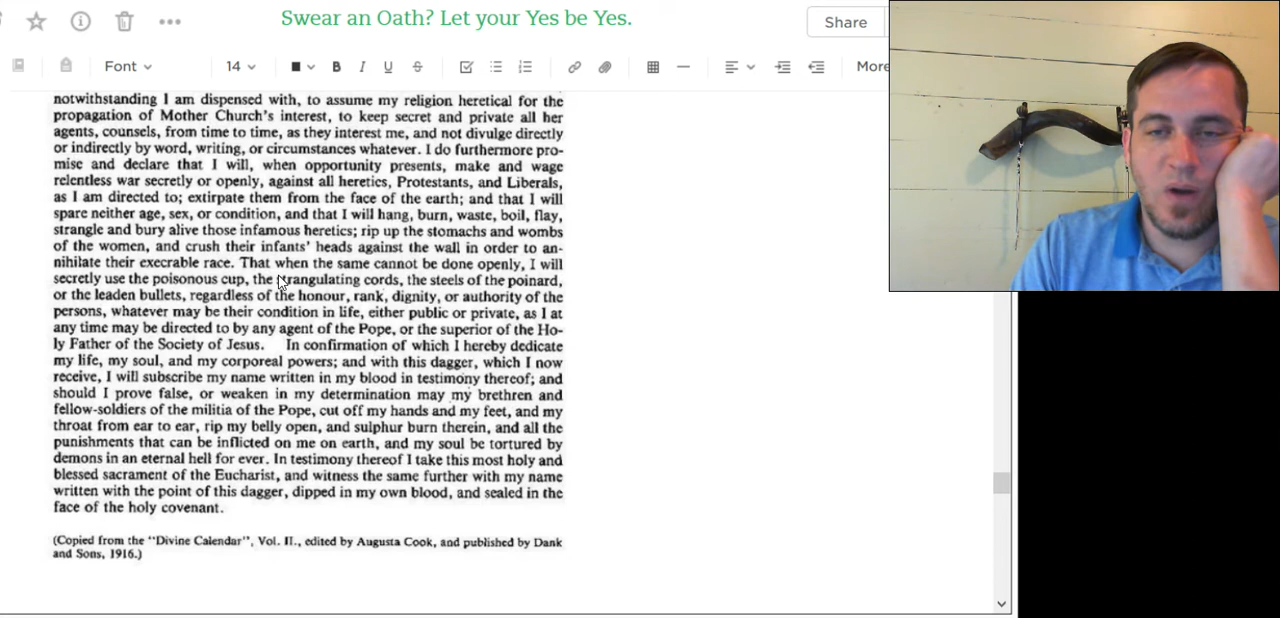 Swear an Oath? Let your Yes be Yes.
Share
Font
14
B
I
U
S
More
notwithstanding I am dispensed with, to assume my religion heretical for the
propagation of Mother Church's interest, to keep secret and private all her
agents, counsels, from time to time, as they interest me, and not divulge directly
or indirectly by word, writing, or circumstances whatever. I do furthermore pro-
mise and declare that I will, when opportunity presents, make and wage
relentless war secretly or openly, against all heretics, Protestants, and Liberals,
as I am directed to; extirpate them from the face of the earth; and that I will
spare neither age, sex, or condition, and that I will hang, burn, waste, boil, flay,
strangle and bury alive those infamous heretics; rip up the stomachs and wombs
of the women, and crush their infants' heads against the wall in order to an-
nihilate their execrable race. That when the same cannot be done openly, I will
secretly use the poisonous cup, the strangulating cords, the steels of the poinard,
or the leaden bullets, regardless of the honour, rank, dignity, or authority of the
persons, whatever may be their condition in life, either public or private, as I at
any time may be directed to by any agent of the Pope, or the superior of the Ho-
ly Father of the Society of Jesus. In confirmation of which I hereby dedicate
my life, my soul, and my corporeal powers; and with this dagger, which I now
receive, I will subscribe my name written in my blood in testimony thereof; and
should I prove false, or weaken in my determination may my brethren and
fellow-soldiers of the militia of the Pope, cut off my hands and my feet, and my
throat from ear to ear, rip my belly open, and sulphur burn therein, and all the
punishments that can be inflicted on me on earth, and my soul be tortured by
demons in an eternal hell for ever. In testimony thereof I take this most holy and
blessed sacrament of the Eucharist, and witness the same further with my name
written with the point of this dagger, dipped in my own blood, and sealed in the
face of the holy covenant.
(Copied from the "Divine Calendar", Vol. II., edited by Augusta Cook, and published by Dank
and Sons, 1916.)